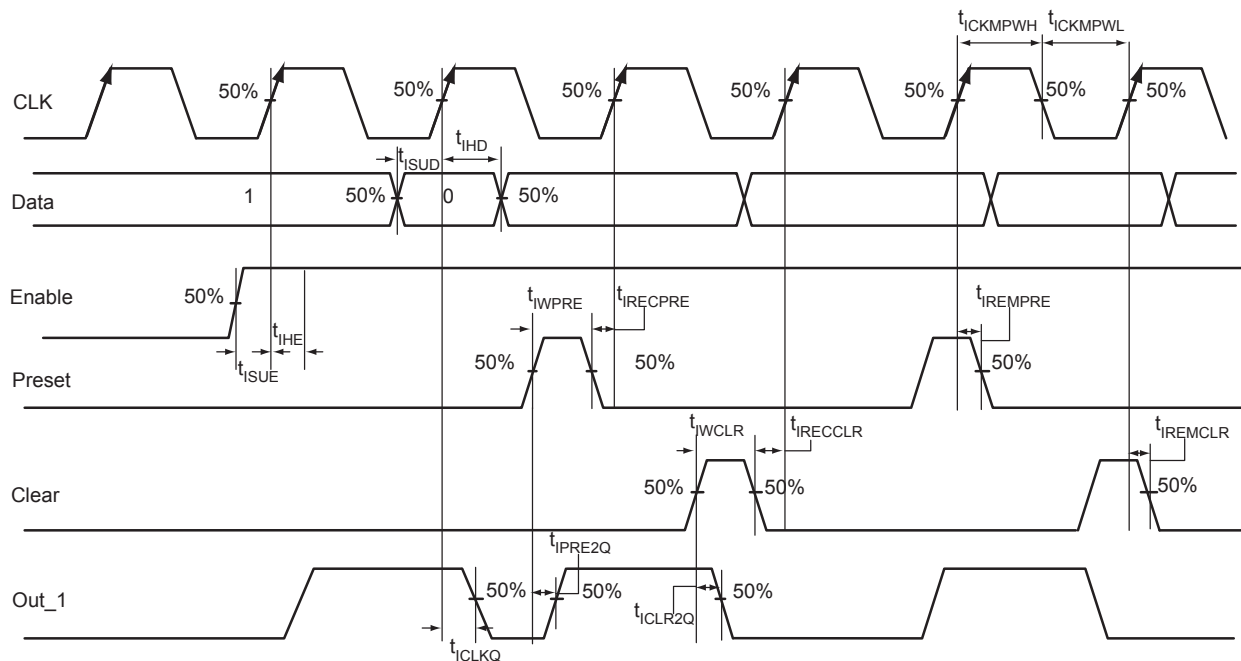 tICKMPWH tICKMPWL
CLK 50% 50% 50% 50% 50% 50% 50%
tISUD tIHD
Data 1 50% 0 50%
Enable 50% tIHE tISUE
tIWPRE tIRECPRE tIREMPRE
Preset 50% 50% 50%
tIWCLR tIRECCLR tIREMCLR
Clear 50% 50% 50%
tIPRE2Q
Out_1 50% 50% 50%
tICLR2Q
tICLKQ